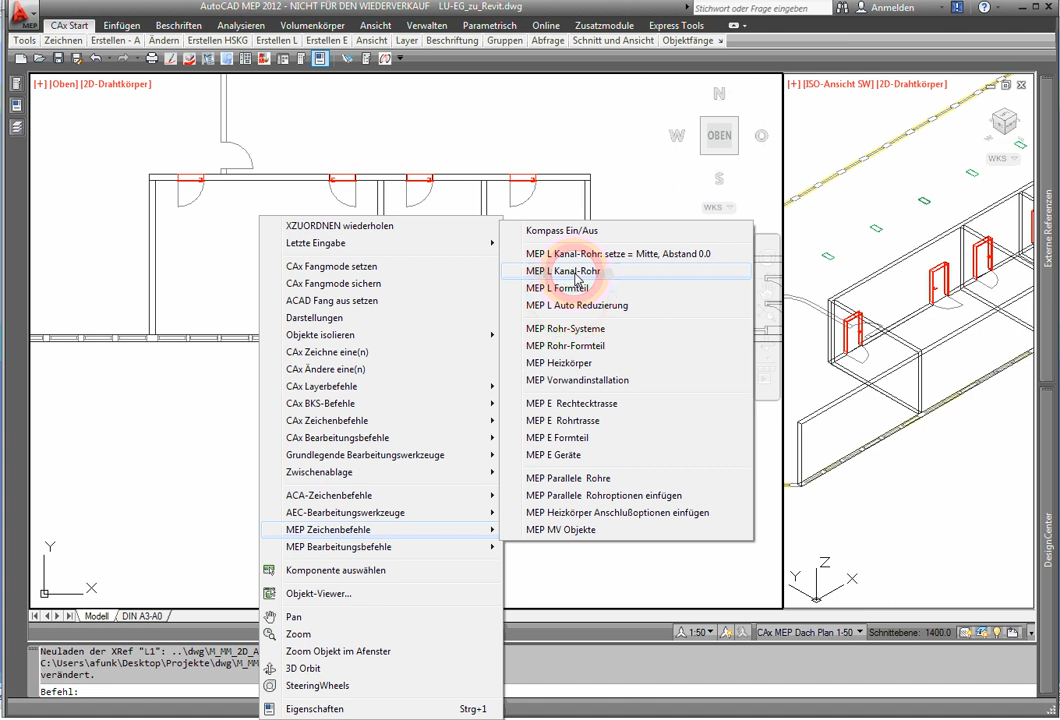 AutoCAD MEP 2012 - NICHT FÜR DEN WIEDERVERKAUF LU-EG_zu_Revit.dwg
Stichwort oder Frage eingeben
Anmelden
MEP
CAx Start Einfügen Beschriften Analysieren Volumenkörper Ansicht Verwalten Parametrisch Online Zusatzmodule Express Tools
Tools Zeichnen Erstellen - A Ändern Erstellen HSKG Erstellen L Erstellen E Ansicht Layer Beschriftung Gruppen Abfrage Schnitt und Ansicht Objektfänge
[+] [Oben] [2D-Drahtkörper]
[+] [ISO-Ansicht SW] [2D-Drahtkörper]
N
W OBEN O
S
WKS
WKS
XZUORDNEN wiederholen
Letzte Eingabe
CAx Fangmode setzen
CAx Fangmode sichern
ACAD Fang aus setzen
Darstellungen
Objekte isolieren
CAx Zeichne eine(n)
CAx Ändere eine(n)
CAx Layerbefehle
CAx BKS-Befehle
CAx Zeichenbefehle
CAx Bearbeitungsbefehle
Grundlegende Bearbeitungswerkzeuge
Zwischenablage
ACA-Zeichenbefehle
AEC-Bearbeitungswerkzeuge
MEP Zeichenbefehle
MEP Bearbeitungsbefehle
Komponente auswählen
Objekt-Viewer...
Pan
Zoom
Zoom Objekt im Afenster
3D Orbit
SteeringWheels
Eigenschaften Strg+1
Kompass Ein/Aus
MEP L Kanal-Rohr: setze = Mitte, Abstand 0.0
MEP L Kanal-Rohr
MEP L Formteil
MEP L Auto Reduzierung
MEP Rohr-Systeme
MEP Rohr-Formteil
MEP Heizkörper
MEP Vorwandinstallation
MEP E Rechtecktrasse
MEP E Rohrtrasse
MEP E Formteil
MEP E Geräte
MEP Parallele Rohre
MEP Parallele Rohroptionen einfügen
MEP Heizkörper Anschlußoptionen einfügen
MEP MV Objekte
Externe Referenzen
DesignCenter
Y
X
Z
Y X
Modell DIN A3-A0
1:50 CAx MEP Dach Plan 1-50 Schnittebene: 1400.0
Neuladen der XRef "L1": ..\dwg\M_MM_2D_A
C:\Users\afunk\Desktop\Projekte\dwg\M_
verändert.
Befehl: